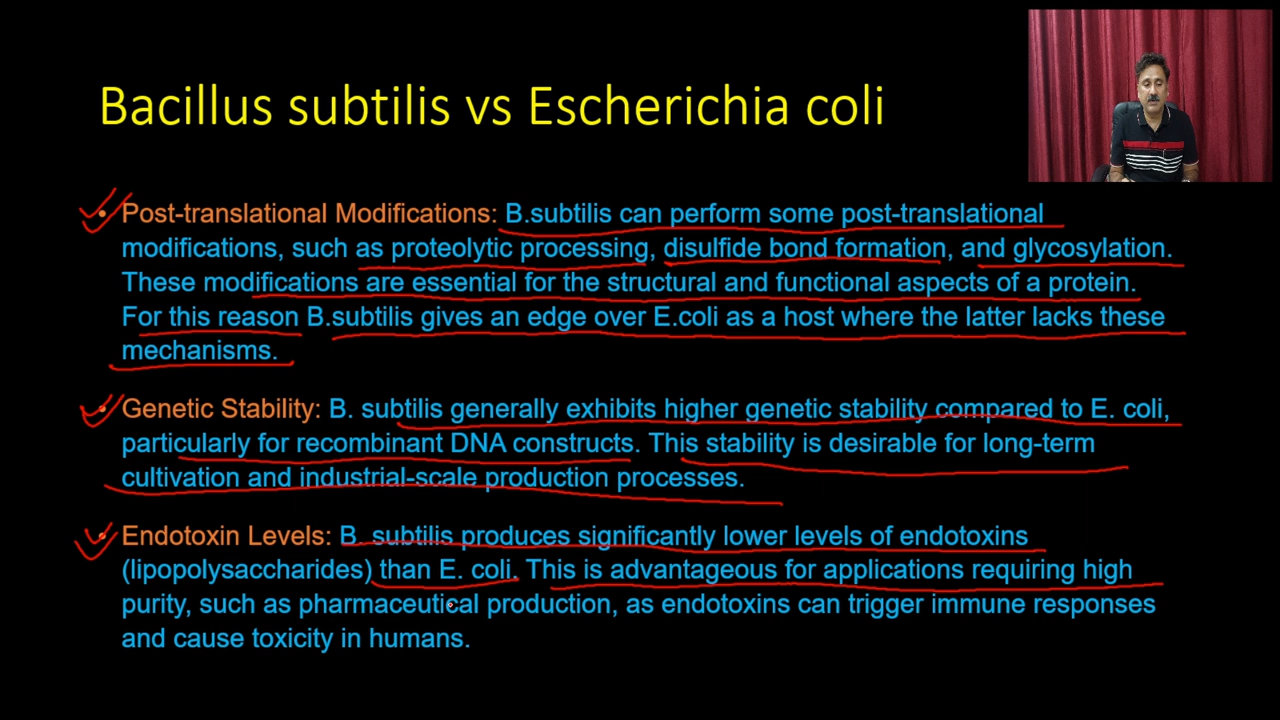 Bacillus subtilis vs Escherichia coli
• Post-translational Modifications: B.subtilis can perform some post-translational
modifications, such as proteolytic processing, disulfide bond formation, and glycosylation.
These modifications are essential for the structural and functional aspects of a protein.
For this reason B.subtilis gives an edge over E.coli as a host where the latter lacks these
mechanisms.
• Genetic Stability: B. subtilis generally exhibits higher genetic stability compared to E. coli,
particularly for recombinant DNA constructs. This stability is desirable for long-term
cultivation and industrial-scale production processes.
• Endotoxin Levels: B. subtilis produces significantly lower levels of endotoxins
(lipopolysaccharides) than E. coli. This is advantageous for applications requiring high
purity, such as pharmaceutical production, as endotoxins can trigger immune responses
and cause toxicity in humans.